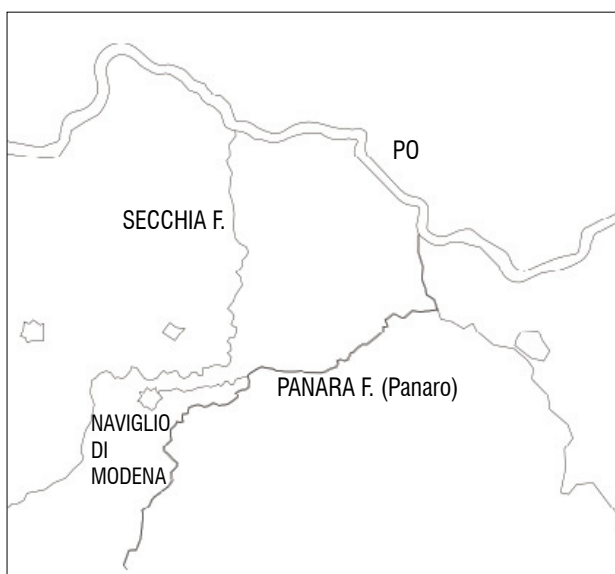 PO
SECCHIA F.
PANARA F. (Panaro)
NAVIGLIO
DI
MODENA